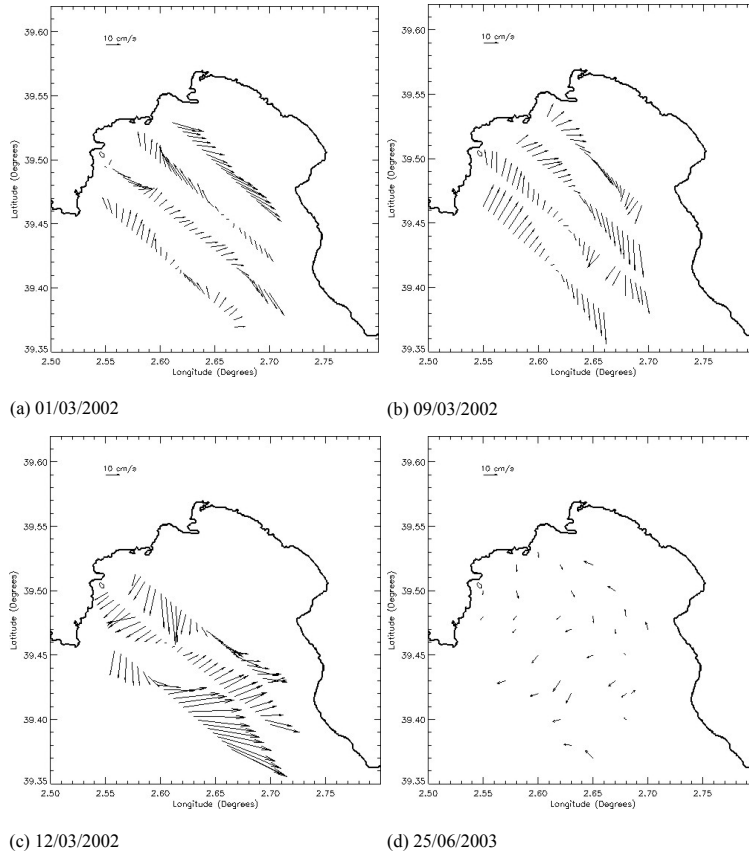 10 cm/s
39.60
39.55
39.50
39.45
39.40
39.35
Latitude (Degrees)
2.50 2.55 2.60 2.65 2.70 2.75
Longitude (Degrees)
(a) 01/03/2002
10 cm/s
39.60
39.55
39.50
39.45
39.40
39.35
Latitude (Degrees)
2.50 2.55 2.60 2.65 2.70 2.75
Longitude (Degrees)
(b) 09/03/2002
10 cm/s
39.60
39.55
39.50
39.45
39.40
39.35
Latitude (Degrees)
2.50 2.55 2.60 2.65 2.70 2.75
Longitude (Degrees)
(c) 12/03/2002
10 cm/s
39.60
39.55
39.50
39.45
39.40
39.35
Latitude (Degrees)
2.50 2.55 2.60 2.65 2.70 2.75
Longitude (Degrees)
(d) 25/06/2003